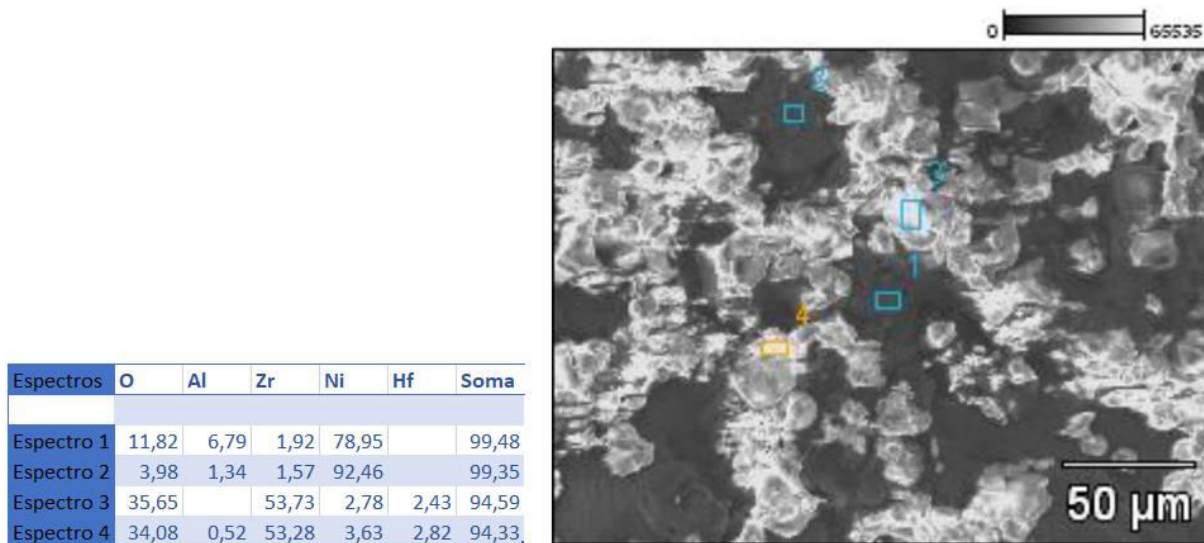 0 65535
2
3
1
4
50 μm
Espectros O Al Zr Ni Hf Soma
Espectro 1 11,82 6,79 1,92 78,95 99,48
Espectro 2 3,98 1,34 1,57 92,46 99,35
Espectro 3 35,65 53,73 2,78 2,43 94,59
Espectro 4 34,08 0,52 53,28 3,63 2,82 94,33